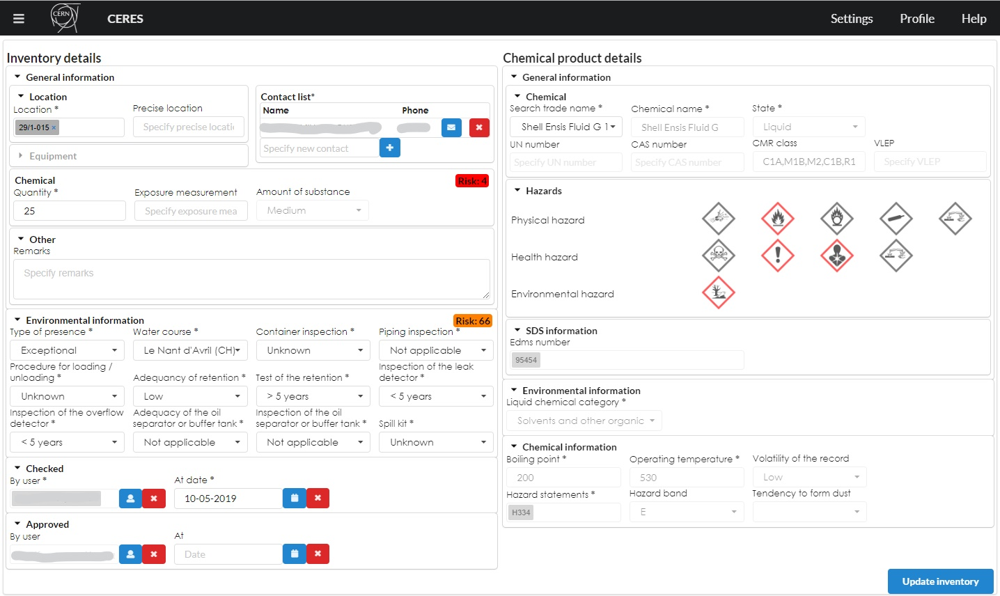 CERN
CERES
Settings Profile Help
Inventory details
General information
Location
Location *
29/1-015 ×
Precise location
Specify precise locati
Equipment
Contact list*
Name Phone
Specify new contact
Chemical
Risk: 4
Quantity * Exposure measurement Amount of substance
25 Specify exposure mea Medium
Other
Remarks
Specify remarks
Environmental information
Risk: 66
Type of presence * Water course * Container inspection * Piping inspection *
Exceptional Le Nant d'Avril (CH) Unknown Not applicable
Procedure for loading /
unloading * Adequancy of retention * Test of the retention * Inspection of the leak
detector *
Unknown Low > 5 years < 5 years
Inspection of the overflow
detector * Adequacy of the oil
separator or buffer tank * Inspection of the oil
separator or buffer tank * Spill kit *
< 5 years Not applicable Not applicable Unknown
Checked
By user * At date *
10-05-2019
Approved
By user At
Date
Chemical product details
General information
Chemical
Search trade name * Chemical name * State *
Shell Ensis Fluid G 1 Shell Ensis Fluid G Liquid
UN number CAS number CMR class VLEP
Specify UN number Specify CAS number C1A,M1B,M2,C1B,R1 Specify VLEP
Hazards
Physical hazard
Health hazard
Environmental hazard
SDS information
Edms number
95454
Environmental information
Liquid chemical category *
Solvents and other organic
Chemical information
Boiling point * Operating temperature * Volatility of the record
200 530 Low
Hazard statements * Hazard band Tendency to form dust
H334 E
Update inventory